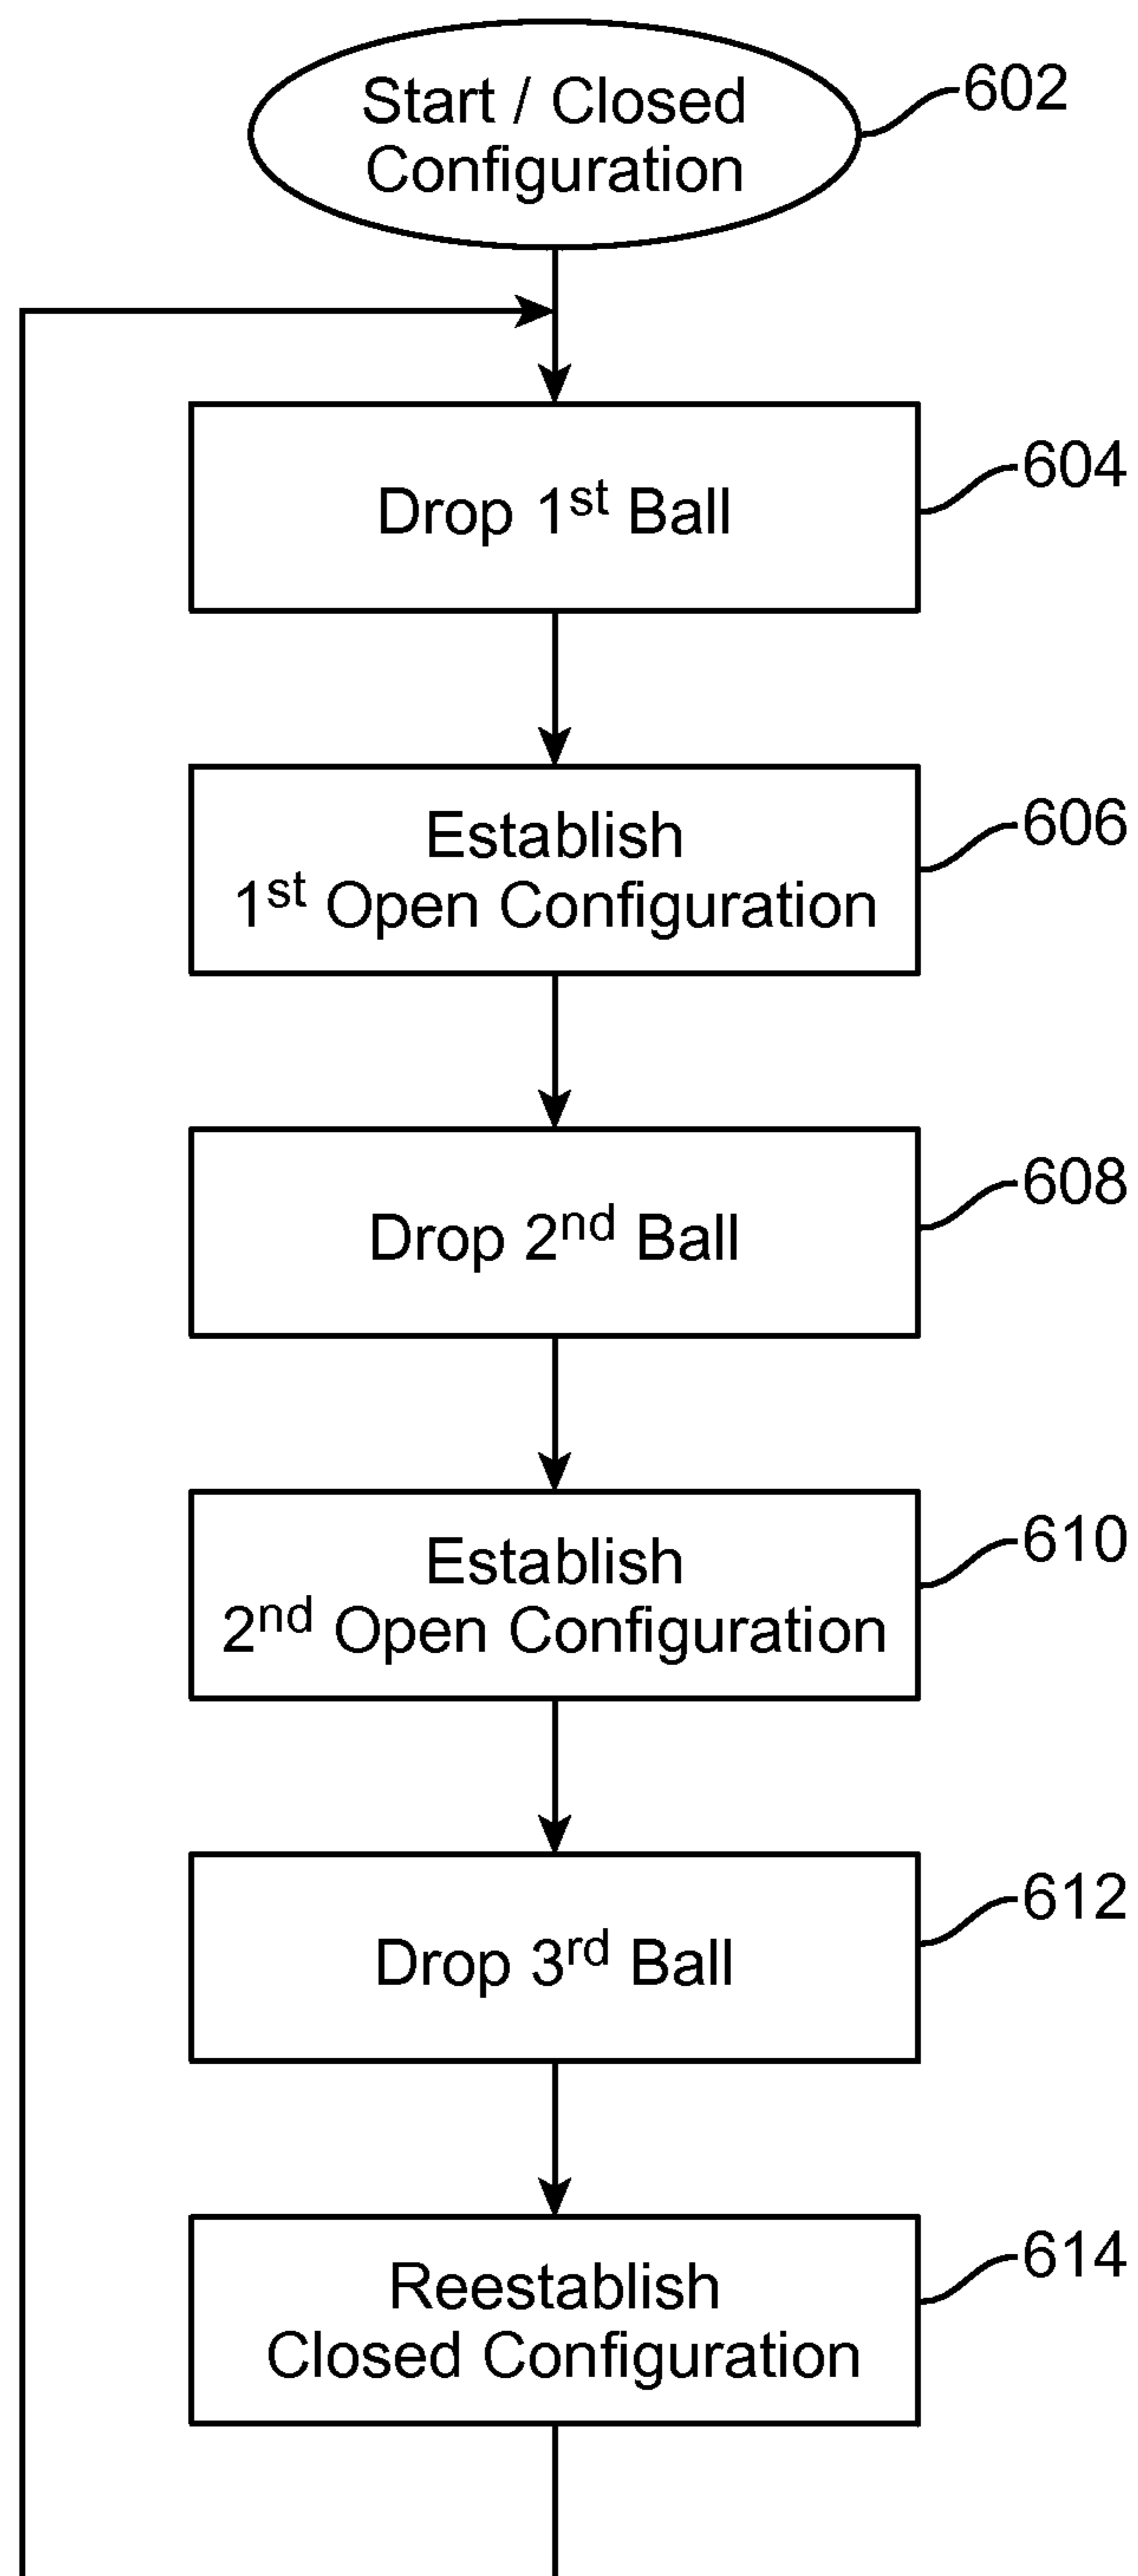 Start / Closed
Configuration
602
Drop 1st Ball
604
Establish
1st Open Configuration
606
Drop 2nd Ball
608
Establish
2nd Open Configuration
610
Drop 3rd Ball
612
Reestablish
Closed Configuration
614